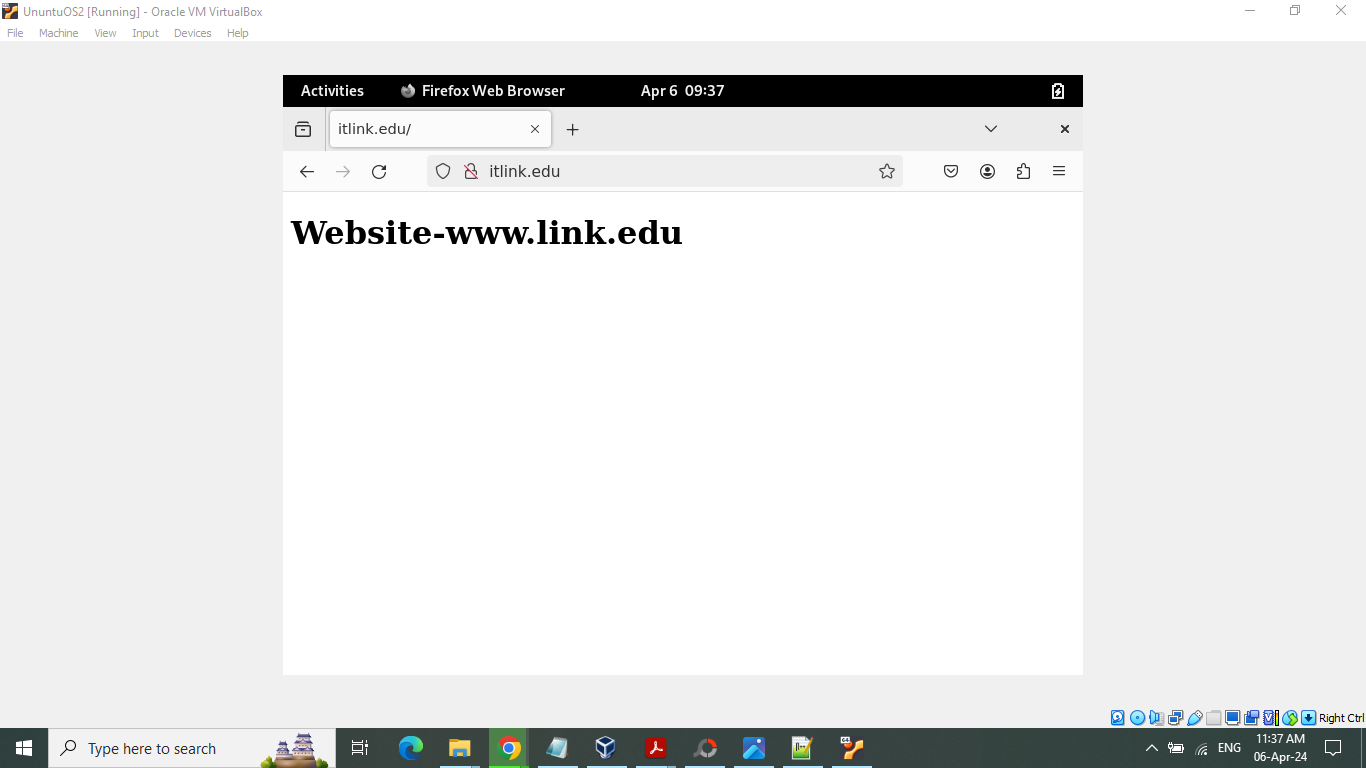 UnuntuOS2 [Running] - Oracle VM VirtualBox
File Machine View Input Devices Help
Activities Firefox Web Browser Apr 6 09:37
itlink.edu/
itlink.edu
Website-www.link.edu
Right Ctrl
Type here to search
ENG
11:37 AM
06-Apr-24